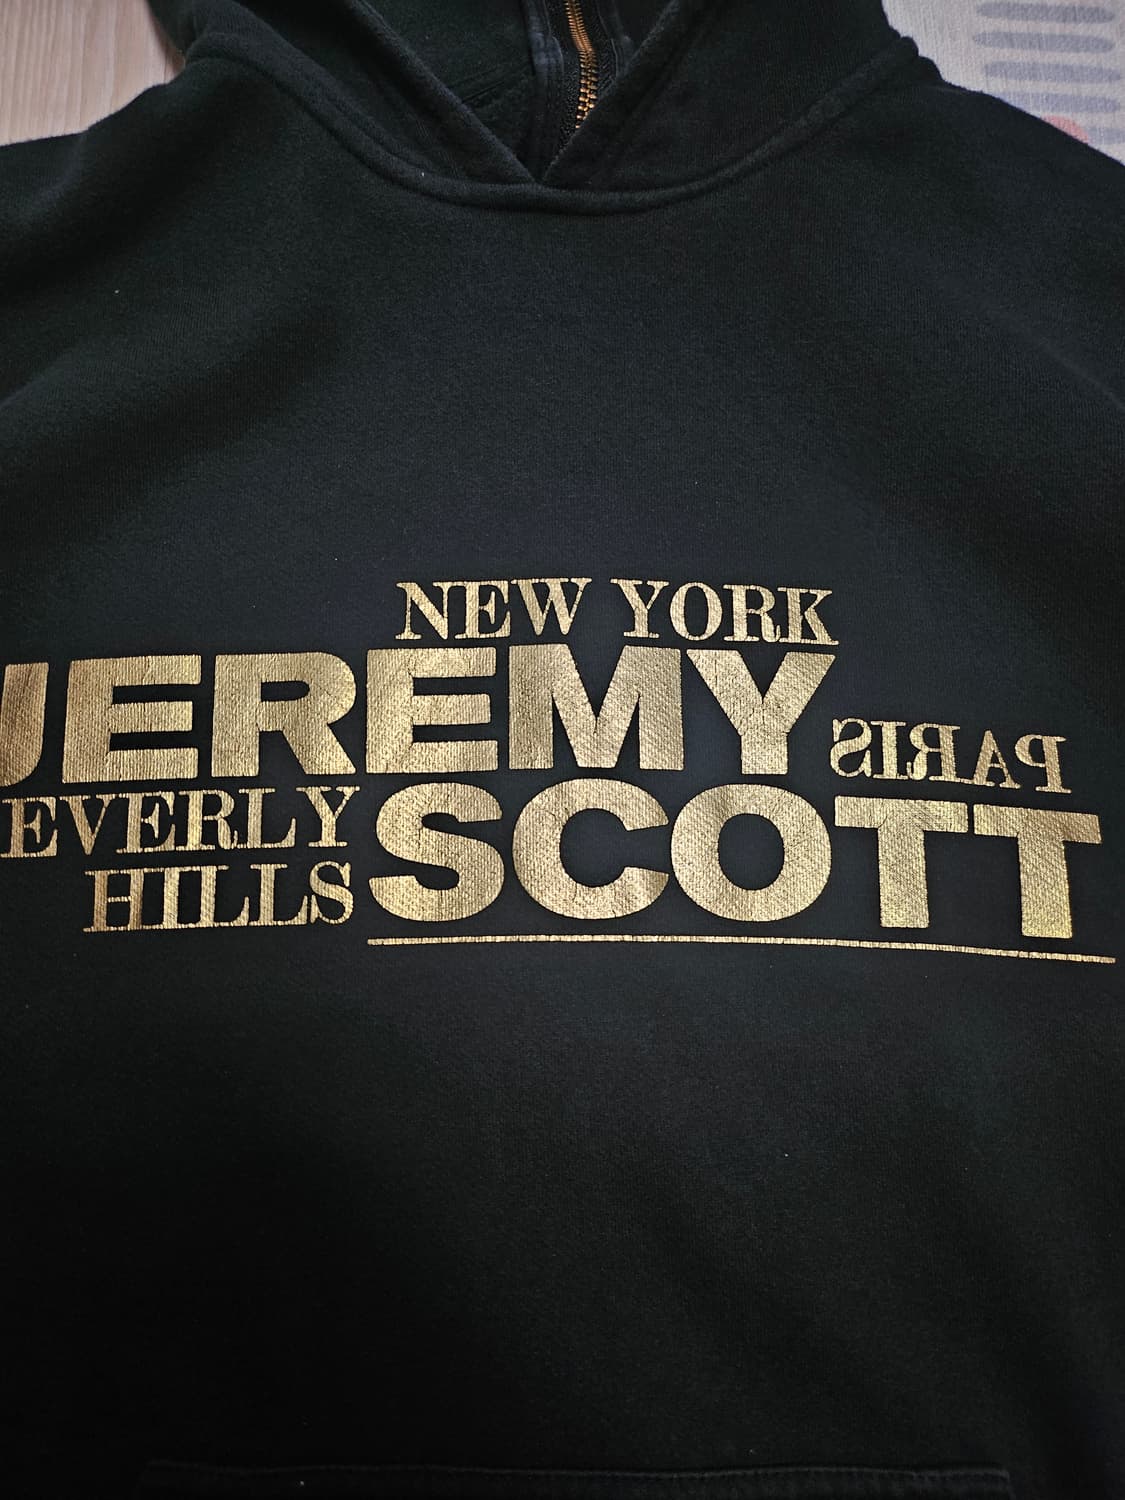 NEW YORK
JEREMY
PARIS
EVERLY
SCOTT
HILLS